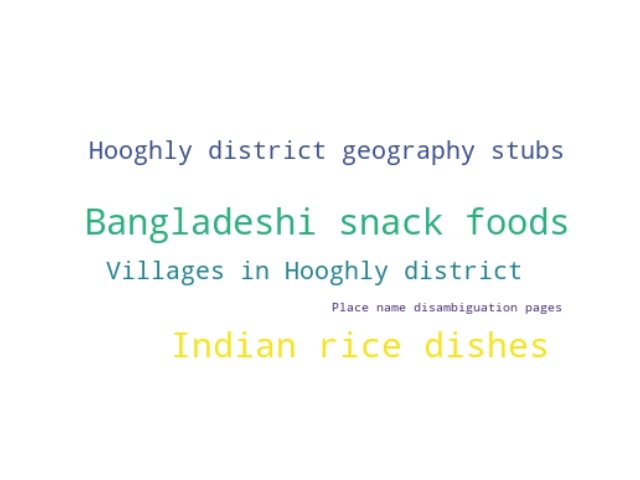 Hooghly district geography stubs
Bangladeshi snack foods
Villages in Hooghly district
Place name disambiguation pages
Indian rice dishes